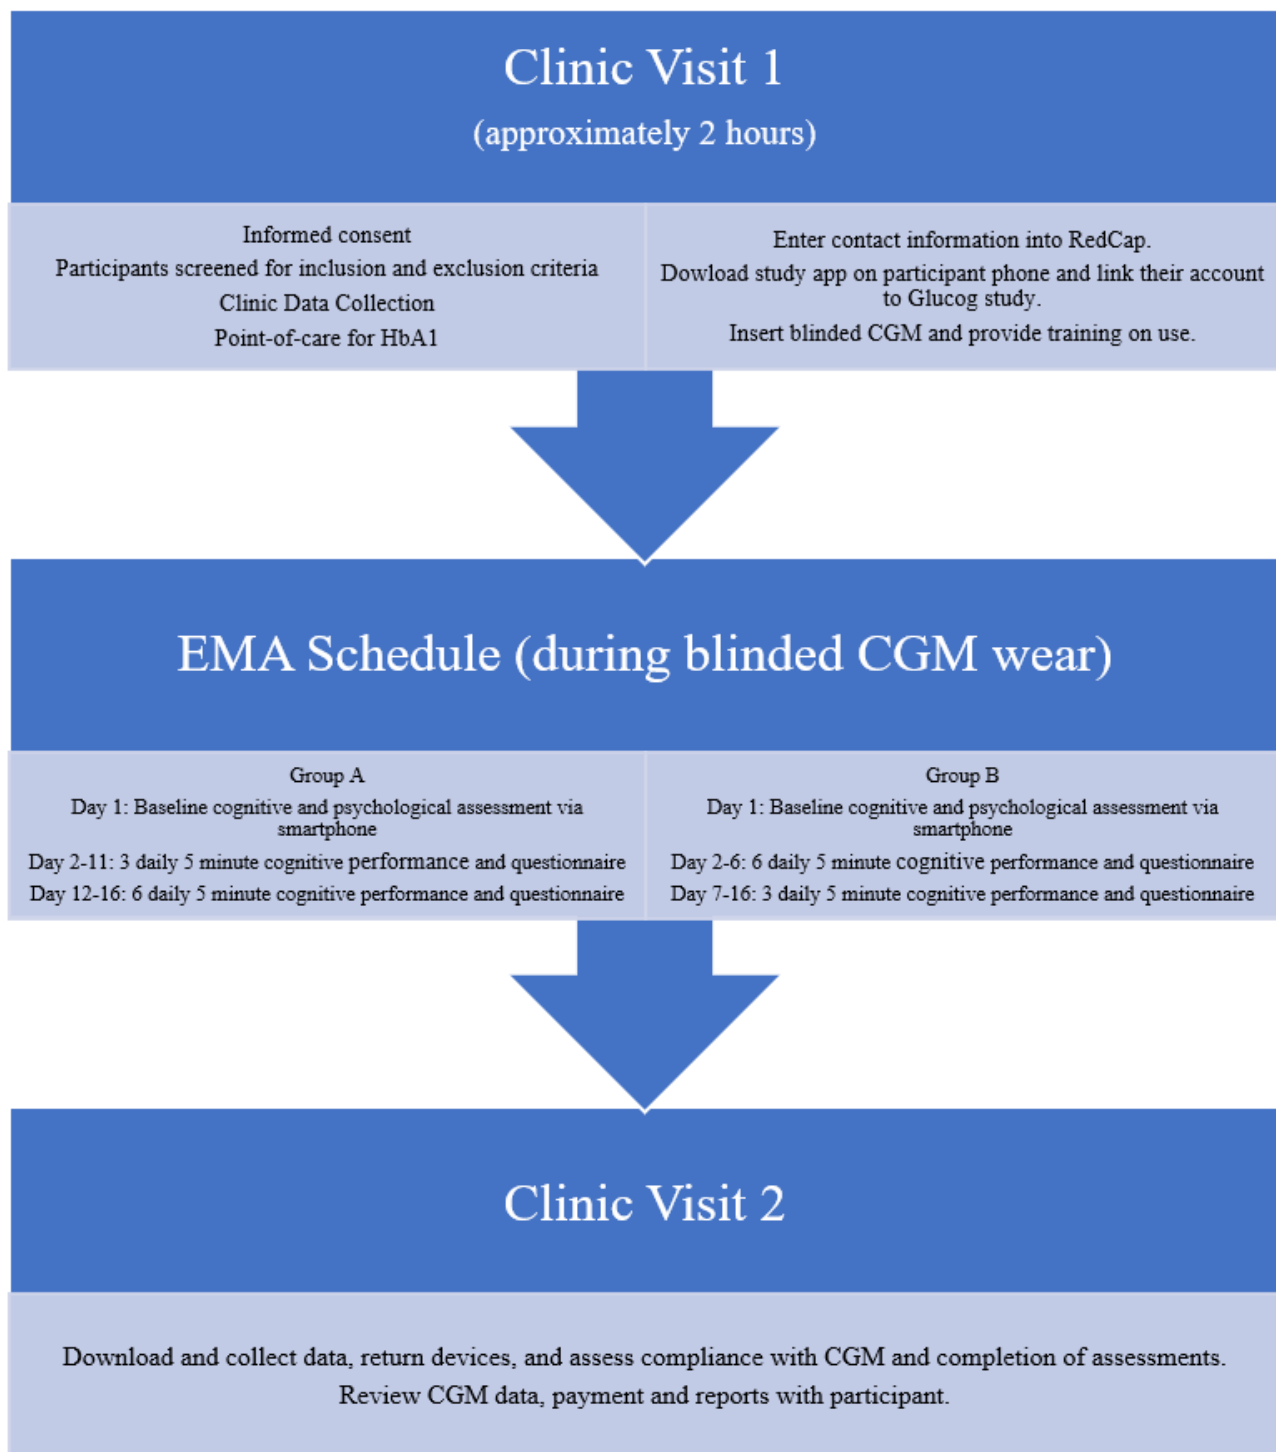 Clinic Visit 1
(approximately 2 hours)
Informed consent
Participants screened for inclusion and exclusion criteria
Clinic Data Collection
Point-of-care for HbA1
Enter contact information into RedCap.
Dowload study app on participant phone and link their account
to Glucog study.
Insert blinded CGM and provide training on use.
EMA Schedule (during blinded CGM wear)
Group A
Day 1: Baseline cognitive and psychological assessment via
smartphone
Day 2-11: 3 daily 5 minute cognitive performance and questionnaire
Day 12-16: 6 daily 5 minute cognitive performance and questionnaire
Group B
Day 1: Baseline cognitive and psychological assessment via
smartphone
Day 2-6: 6 daily 5 minute cognitive performance and questionnaire
Day 7-16: 3 daily 5 minute cognitive performance and questionnaire
Clinic Visit 2
Download and collect data, return devices, and assess compliance with CGM and completion of assessments.
Review CGM data, payment and reports with participant.